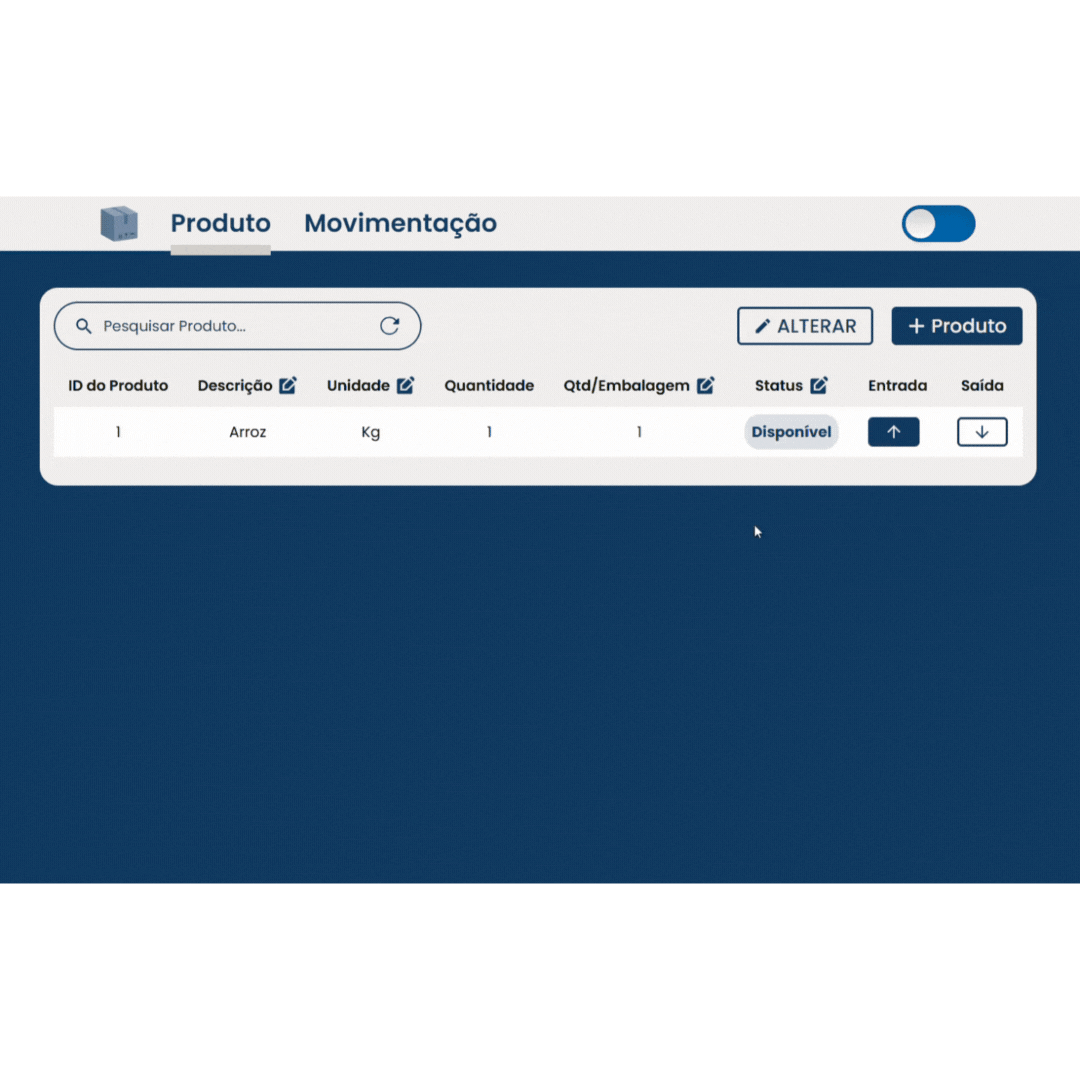 Produto Movimentação
Pesquisar Produto... ALTERAR + Produto
ID do Produto Descrição Unidade Quantidade Qtd/Embalagem Status Entrada Saída
1 Arroz Kg 1 1 Disponível